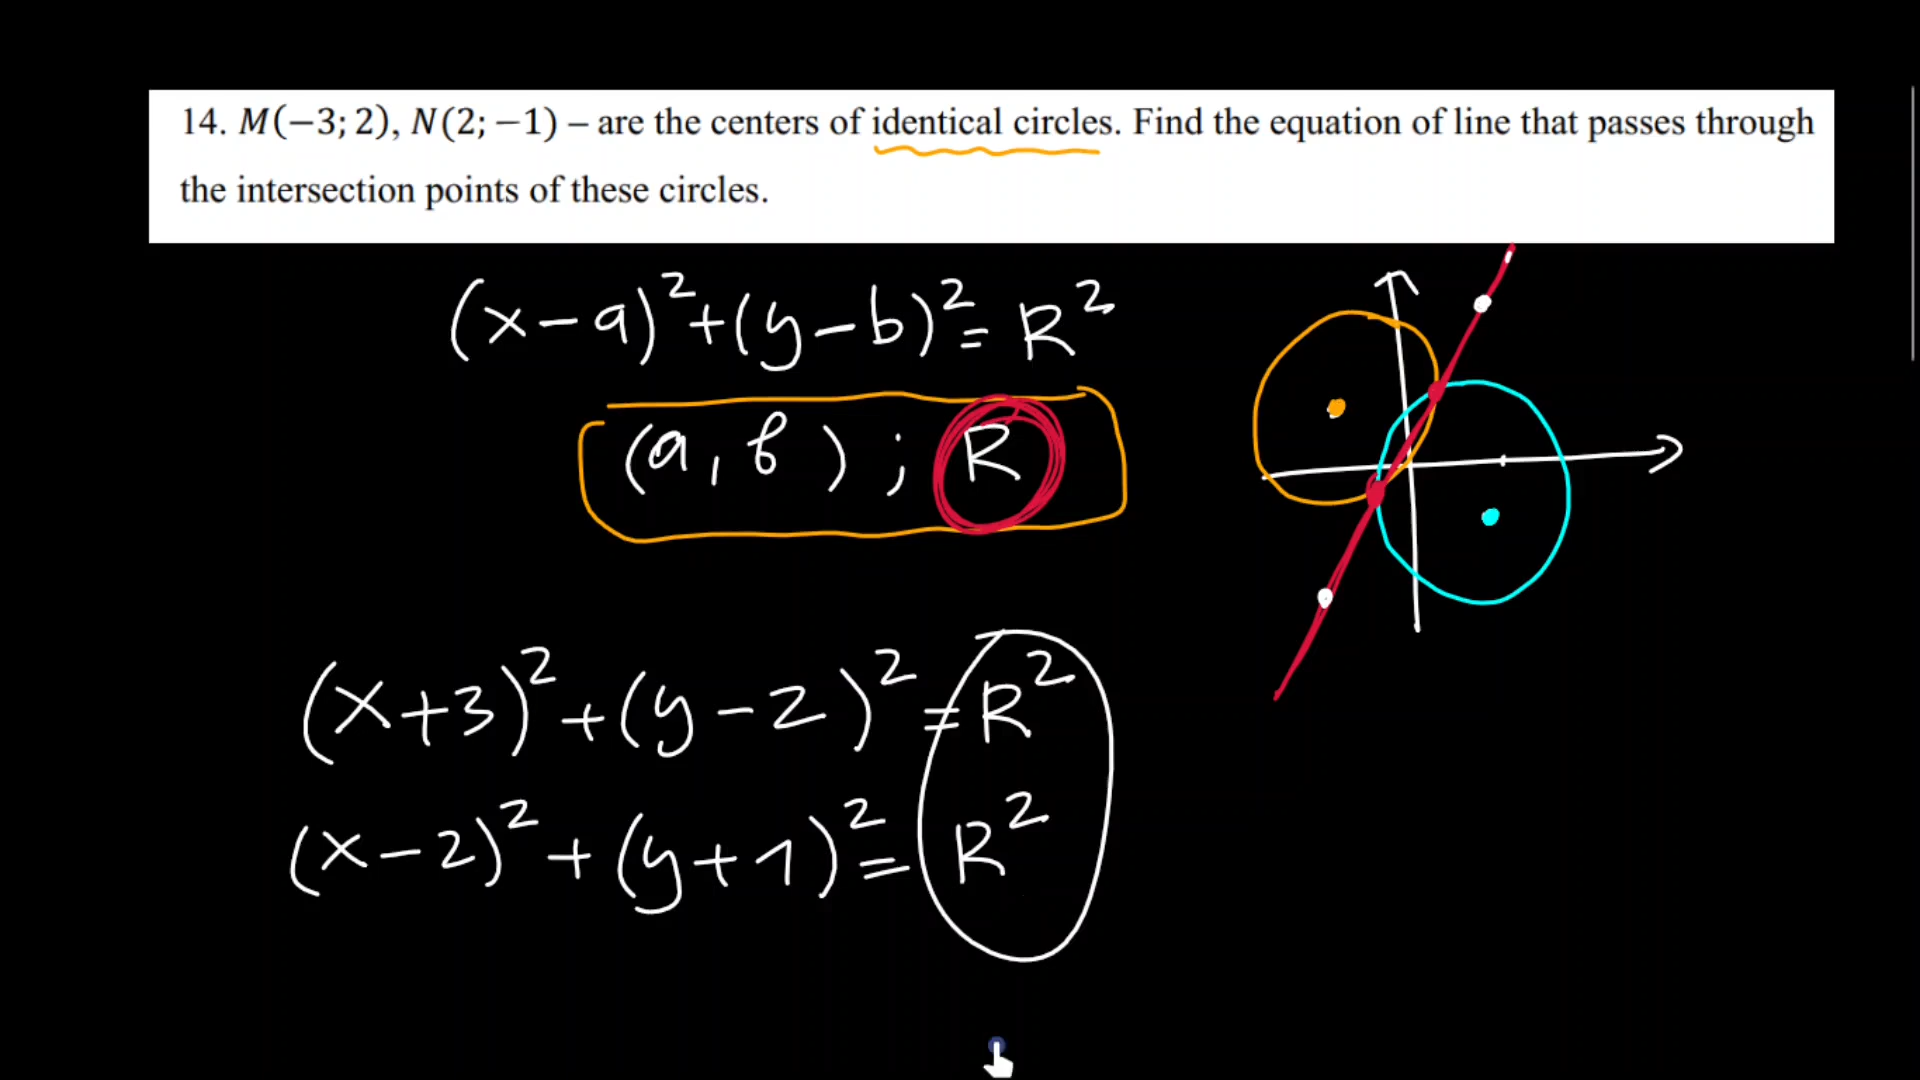 14. M(−3; 2), N(2; −1) – are the centers of identical circles. Find the equation of line that passes through
the intersection points of these circles.
(x-a)²+(y-b)²=R²
(a, b) ; R
(x+3)²+(y-2)²=R²
(x-2)²+(y+1)²=R²